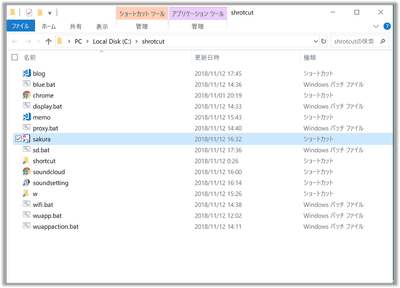 ショートカット ツール アプリケーション ツール shrotcut
ファイル ホーム 共有 表示 管理 管理
PC > Local Disk (C:) > shrotcut shrotcutの検索
名前 更新日時 種類
blog 2018/11/12 17:45 ショートカット
blue.bat 2018/11/12 14:36 Windows バッチ ファイル
chrome 2018/11/01 20:19 ショートカット
display.bat 2018/11/12 14:33 Windows バッチ ファイル
memo 2018/11/12 15:43 ショートカット
proxy.bat 2018/11/12 14:40 Windows バッチ ファイル
sakura 2018/11/12 16:32 ショートカット
sd.bat 2018/11/12 17:36 Windows バッチ ファイル
shortcut 2018/11/12 0:26 ショートカット
soundcloud 2018/11/12 16:00 ショートカット
soundsetting 2018/11/12 16:14 ショートカット
w 2018/11/12 15:26 ショートカット
wifi.bat 2018/11/12 14:38 Windows バッチ ファイル
wuapp.bat 2018/11/12 12:02 Windows バッチ ファイル
wuappaction.bat 2018/11/12 14:11 Windows バッチ ファイル